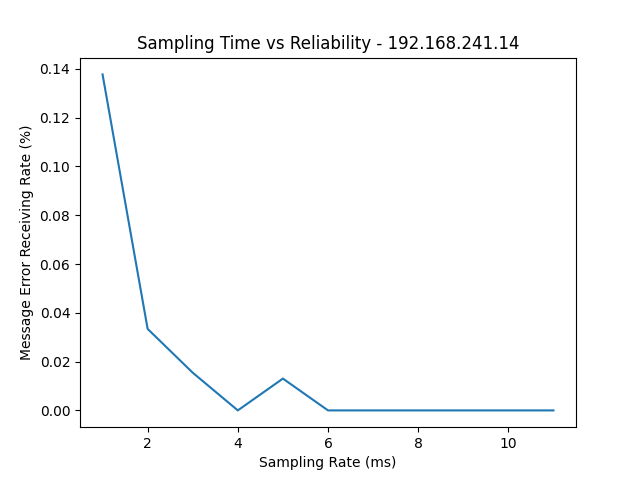 Sampling Time vs Reliability - 192.168.241.14
0.14
0.12
0.10
0.08
0.06
0.04
0.02
0.00
Message Error Receiving Rate (%)
2 4 6 8 10
Sampling Rate (ms)